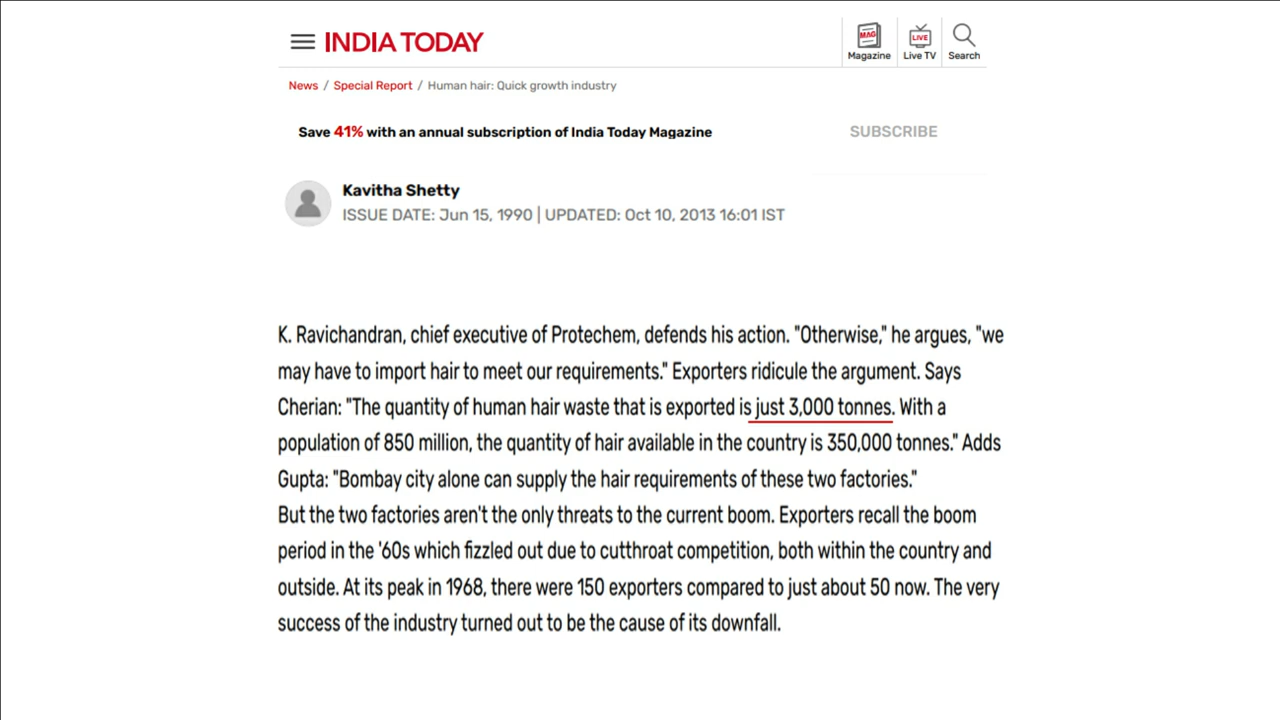 INDIA TODAY
MAG
Magazine
LIVE
Live TV
Search
News / Special Report / Human hair: Quick growth industry
Save 41% with an annual subscription of India Today Magazine
SUBSCRIBE
Kavitha Shetty
ISSUE DATE: Jun 15, 1990 | UPDATED: Oct 10, 2013 16:01 IST
K. Ravichandran, chief executive of Protechem, defends his action. "Otherwise," he argues, "we
may have to import hair to meet our requirements." Exporters ridicule the argument. Says
Cherian: "The quantity of human hair waste that is exported is just 3,000 tonnes. With a
population of 850 million, the quantity of hair available in the country is 350,000 tonnes." Adds
Gupta: "Bombay city alone can supply the hair requirements of these two factories."
But the two factories aren't the only threats to the current boom. Exporters recall the boom
period in the '60s which fizzled out due to cutthroat competition, both within the country and
outside. At its peak in 1968, there were 150 exporters compared to just about 50 now. The very
success of the industry turned out to be the cause of its downfall.